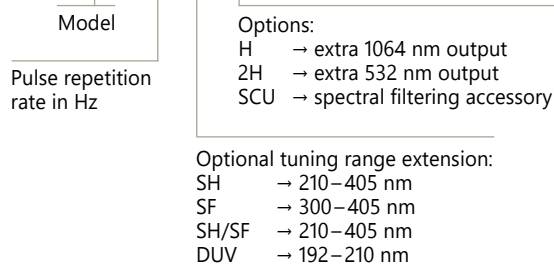 Model
Pulse repetition
rate in Hz
Options:
H → extra 1064 nm output
2H → extra 532 nm output
SCU → spectral filtering accessory
Optional tuning range extension:
SH → 210–405 nm
SF → 300–405 nm
SH/SF → 210–405 nm
DUV → 192–210 nm